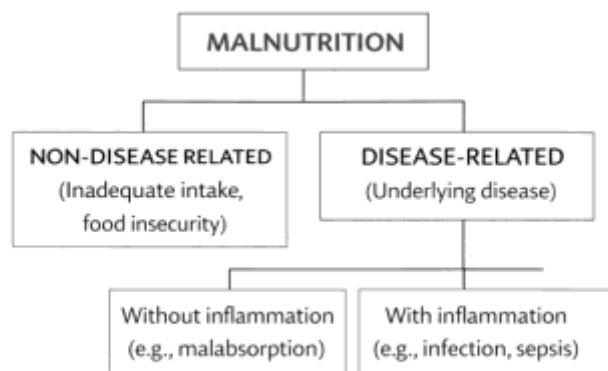 MALNUTRITION
NON-DISEASE RELATED
(Inadequate intake,
food insecurity)
DISEASE-RELATED
(Underlying disease)
Without inflammation
(e.g., malabsorption)
With inflammation
(e.g., infection, sepsis)